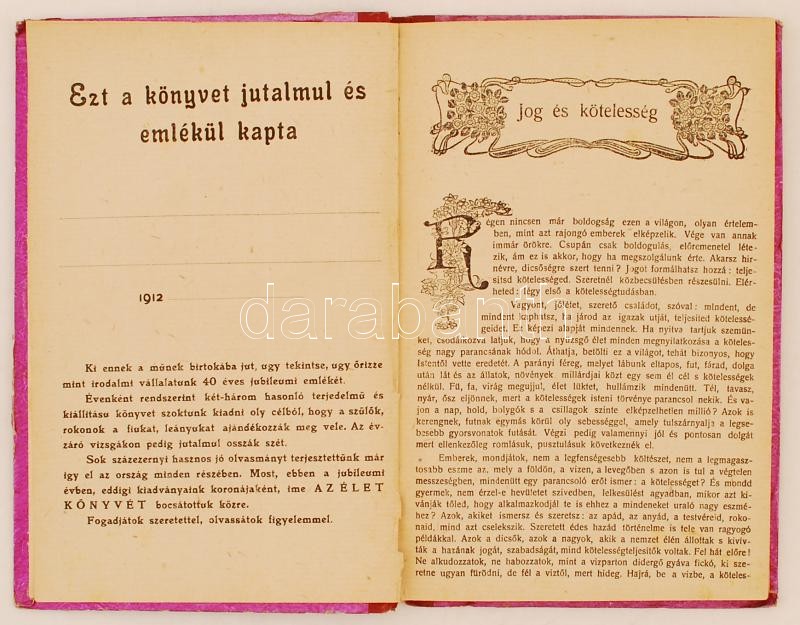 Ezt a könyvet jutalmul és
emlékül kapta
1912
Ki ennek a műnek birtokába jut, ugy tekintse, ugy őrizze
mint irodalmi vállalatunk 40 éves jubileumi emlékét.
Évenként rendszerint két-három hasonló terjedelmű és
kiállitásu könyvet szoktunk kiadni oly célból, hogy a szülők,
rokonok a fiukat, leányukat ajándékozzák meg vele. Az év-
záró vizsgákon pedig jutalmul osszák szét.
Sok százezernyi hasznos jó olvasmányt terjesztettünk már
igy el az ország minden részében. Most, ebben a jubileumi
évben, eddigi kiadványaink koronájaként, ime AZ ÉLET
KÖNYVÉT bocsátottuk közre.
Fogadjátok szeretettel, olvassátok figyelemmel.
jog és kötelesség
Régen nincsen már boldogság ezen a világon, olyan értelem-
ben, mint azt rajongó emberek elképzelik. Vége van annak
immár örökre. Csupán csak boldogulás, előremenetel léte-
zik, ám ez is akkor, hogy ha megszolgálunk érte. Akarsz hir-
névre, dicsőségre szert tenni? Jogot formálhatsz hozzá: telje-
sitsd kötelességed. Szeretnél közbecsülésben részesülni. Elér-
heted: légy első a kötelességtudásban.
Vagyont, jólétet, szerető családot, szóval: mindent, de
mindent kaphatsz, ha járod az igazak utját, teljesited kötelessé-
geidet. Ez képezi alapját mindennek. Ha nyitva tartjuk szemün-
ket, csodálkozva látjuk, hogy a nyüzsgő élet minden megnyilatkozása a köteles-
ség nagy parancsának hódol. Áthatja, betölti ez a világot, tehát bizonyos, hogy
Istentől vette eredetét. A parányi féreg, melyet lábunk eltapos, fut, fárad, dolga
után lát és az állatok, növények milliárdjai közt egy sem él cél s kötelességek
nélkül. Fü, fa, virág megujjul, élet lüktet, hullámzik mindenütt. Tél, tavasz,
nyár, ősz eljönnek, mert a kötelességek isteni törvénye parancsol nekik. És va-
jon a nap, hold, bolygók s a csillagok szinte elképzelhetlen millió? Azok is
kerengnek, futnak egymás körül oly sebességgel, amely tulszárnyalja a legse-
besebb gyorsvonatok futását. Végzi pedig valamennyi jól és pontosan dolgát
mert ellenkezőleg romlásuk, pusztulásuk következnék el.
Emberek, mondjátok, nem a legfenségesebb költészet, nem a legmagasz-
tosabb eszme az, mely a földön, a vizen, a levegőben s azon is tul a végtelen
messzeségben, mindenütt egy parancsoló erőt ismer: a kötelességet? És mondd
gyermek, nem érzel-e hevületet szivedben, lelkesülést agyadban, mikor azt ki-
vánják tőled, hogy alkalmazkodjál te is ehhez a mindeneket uraló nagy eszmé-
hez? Azok, akiket ismersz és szeretsz: az apád, az anyád, a testvéreid, roko-
naid, mind azt cselekszik. Szeretett édes hazád történelme is tele van ragyogó
példákkal. Azok a dicsők, azok a nagyok, akik a nemzet élén állottak s kivív-
ták a hazának jogát, szabadságát, mind kötelességteljesitők voltak. Fel hát előre!
Ne alkudozzatok, ne habozzatok, mint a vizparton didergő gyáva fickó, ki sze-
retne ugyan fürödni, de fél a viztől, mert hideg. Hajrá, be a vizbe, a köteles-
darabanth